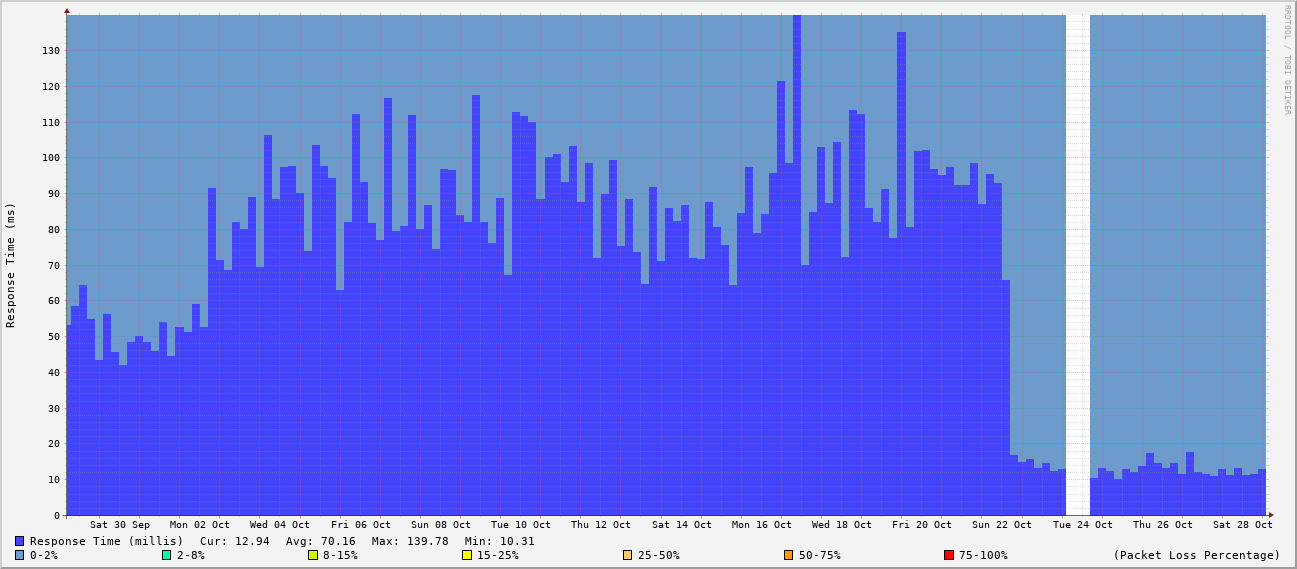 RRDTOOL / TOBI OETIKER
Response Time (ms)
130
120
110
100
90
80
70
60
50
40
30
20
10
0
Sat 30 Sep Mon 02 Oct Wed 04 Oct Fri 06 Oct Sun 08 Oct Tue 10 Oct Thu 12 Oct Sat 14 Oct Mon 16 Oct Wed 18 Oct Fri 20 Oct Sun 22 Oct Tue 24 Oct Thu 26 Oct Sat 28 Oct
Response Time (millis) Cur: 12.94 Avg: 70.16 Max: 139.78 Min: 10.31
0-2% 2-8% 8-15% 15-25% 25-50% 50-75% 75-100% (Packet Loss Percentage)